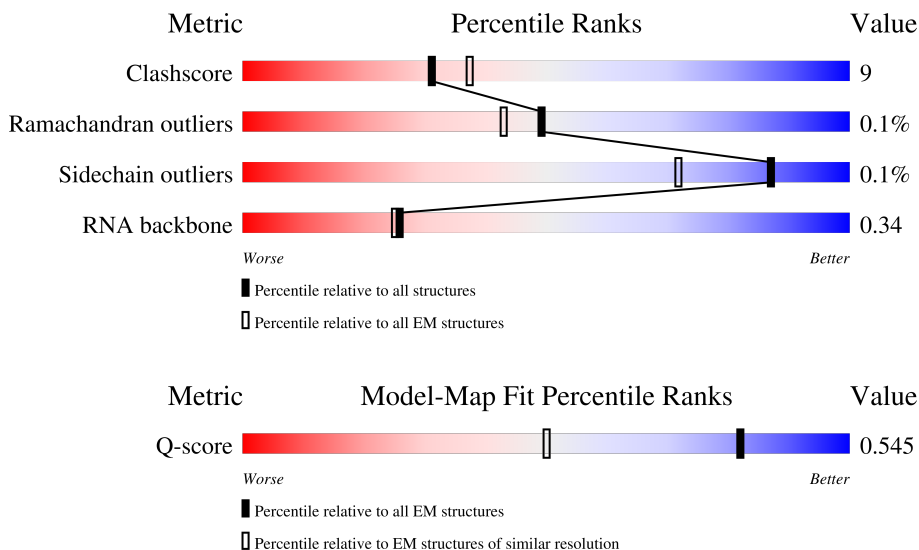 Metric Percentile Ranks Value
Clashscore 9
Ramachandran outliers 0.1%
Sidechain outliers 0.1%
RNA backbone 0.34
Worse Better
Percentile relative to all structures
Percentile relative to all EM structures
Metric Model-Map Fit Percentile Ranks Value
Q-score 0.545
Worse Better
Percentile relative to all EM structures
Percentile relative to EM structures of similar resolution